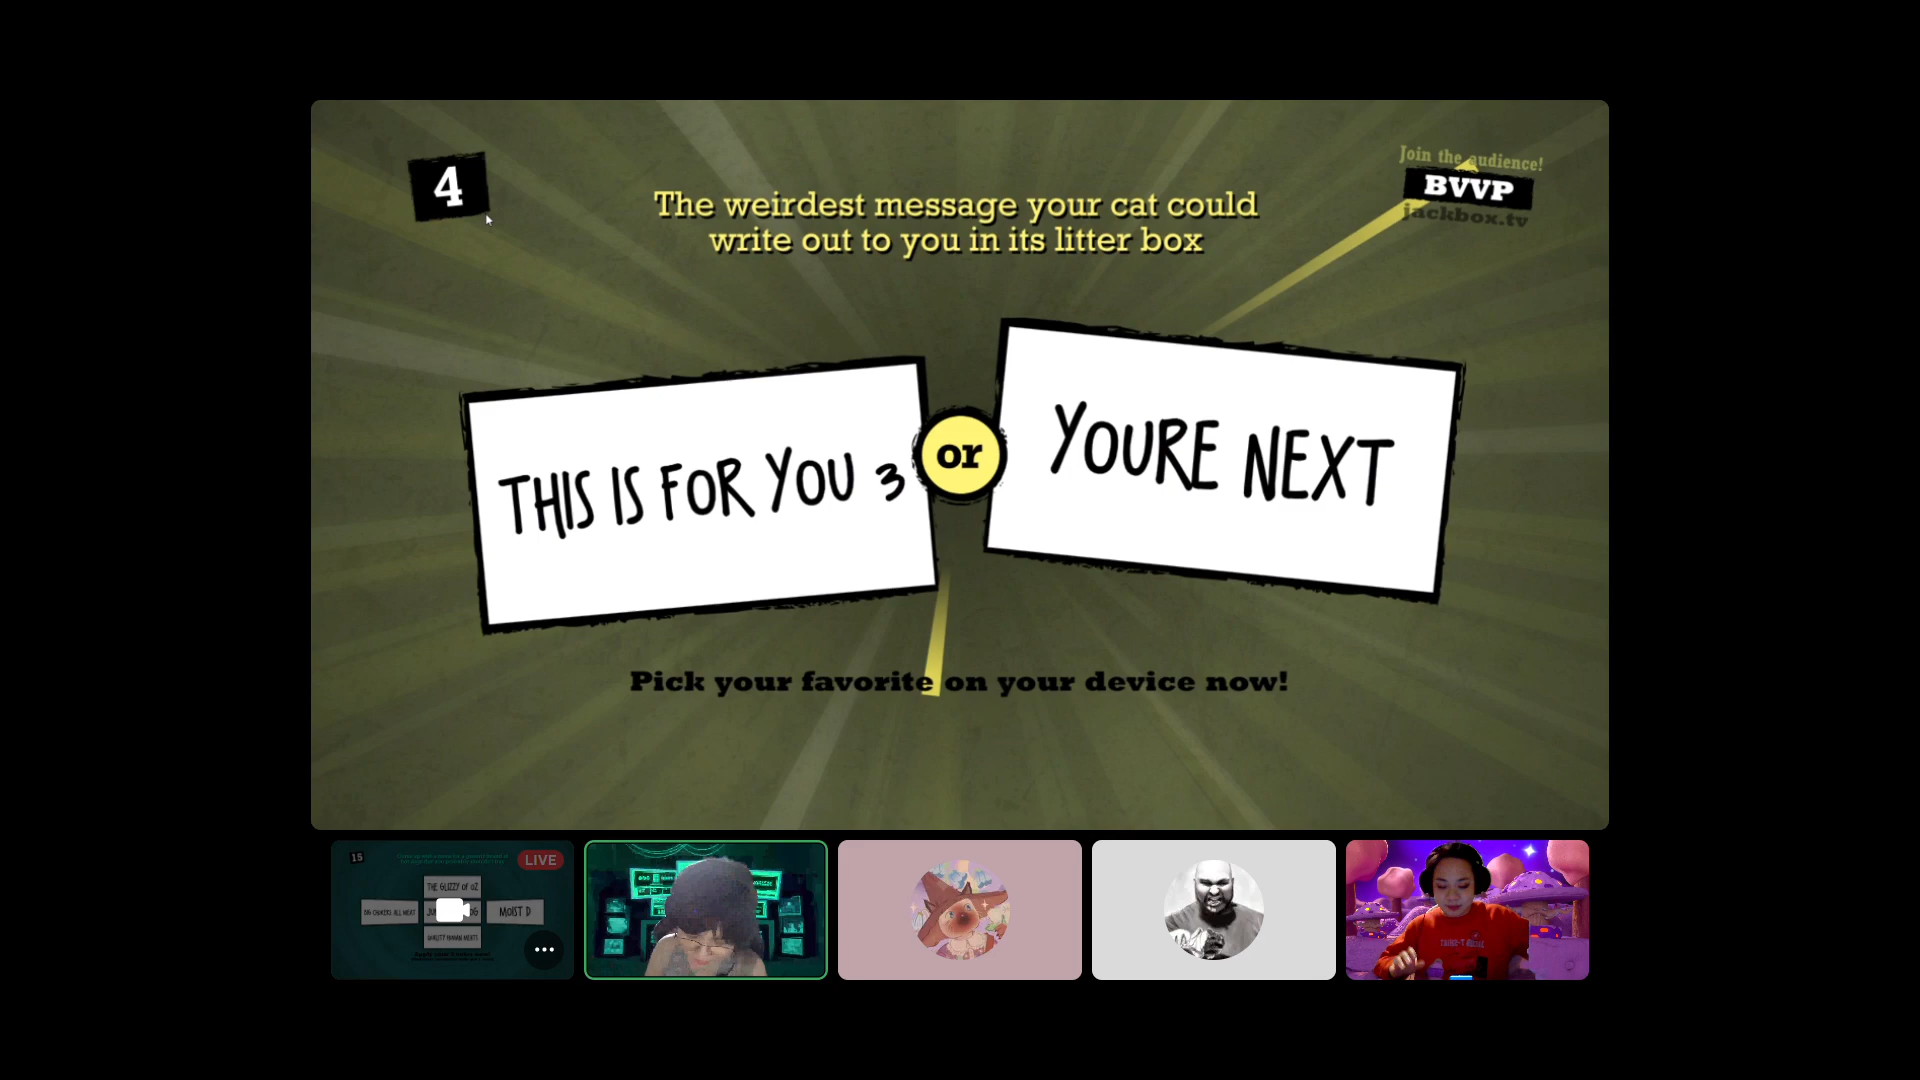 4
Join the audience!
BVVP
jackbox.tv
The weirdest message your cat could
write out to you in its litter box
THIS IS FOR YOU 3
or
YOURE NEXT
Pick your favorite on your device now!
15
LIVE
THE GLIZZY OF OZ
MOIST D